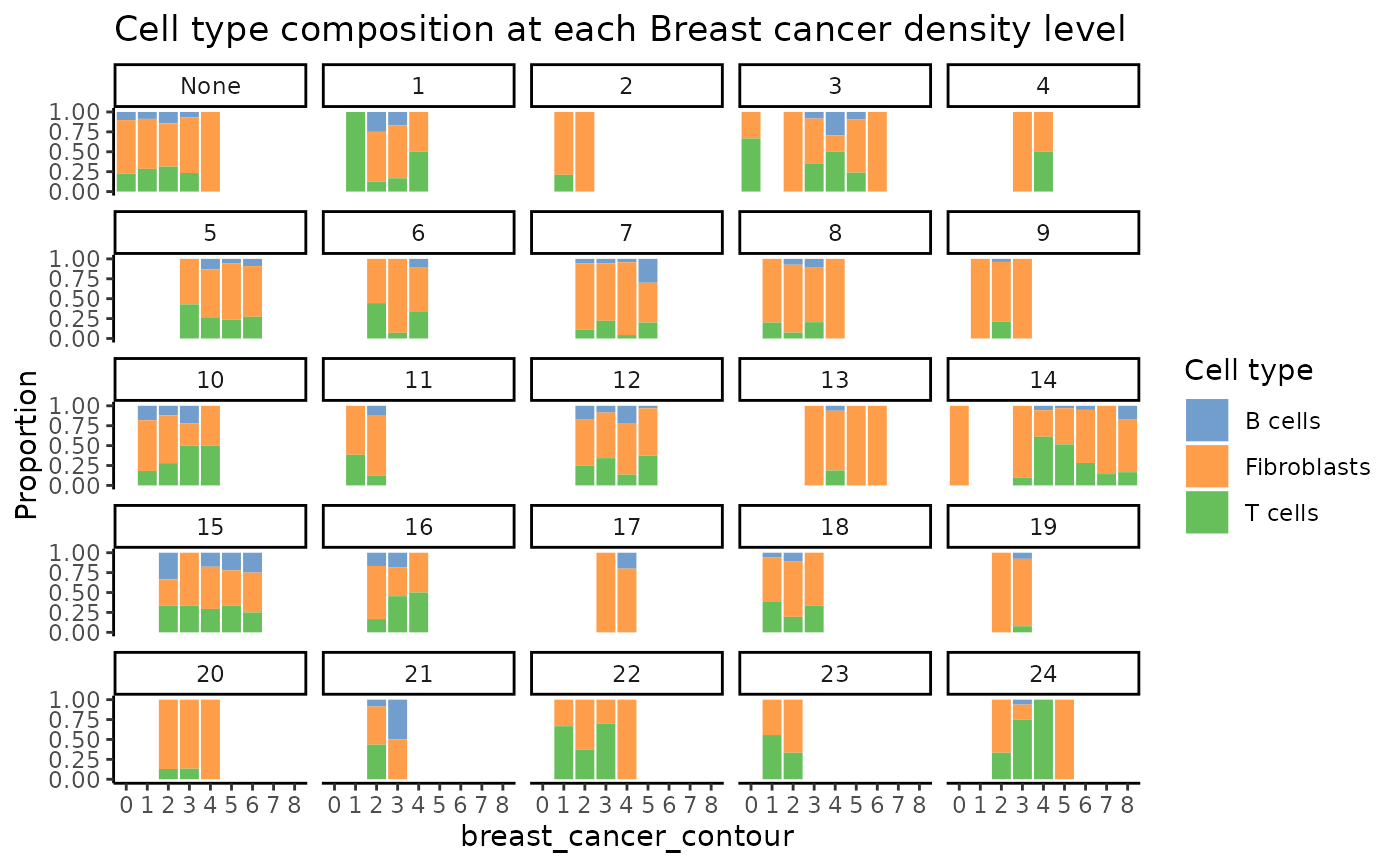 Cell type composition at each Breast cancer density level
None 1 2 3 4
1.00
0.75
0.50
0.25
0.00
5 6 7 8 9
1.00
0.75
0.50
0.25
0.00
10 11 12 13 14
1.00
0.75
0.50
0.25
0.00
15 16 17 18 19
1.00
0.75
0.50
0.25
0.00
20 21 22 23 24
1.00
0.75
0.50
0.25
0.00
0 1 2 3 4 5 6 7 8 0 1 2 3 4 5 6 7 8 0 1 2 3 4 5 6 7 8 0 1 2 3 4 5 6 7 8 0 1 2 3 4 5 6 7 8
breast_cancer_contour
Proportion
Cell type
B cells
Fibroblasts
T cells